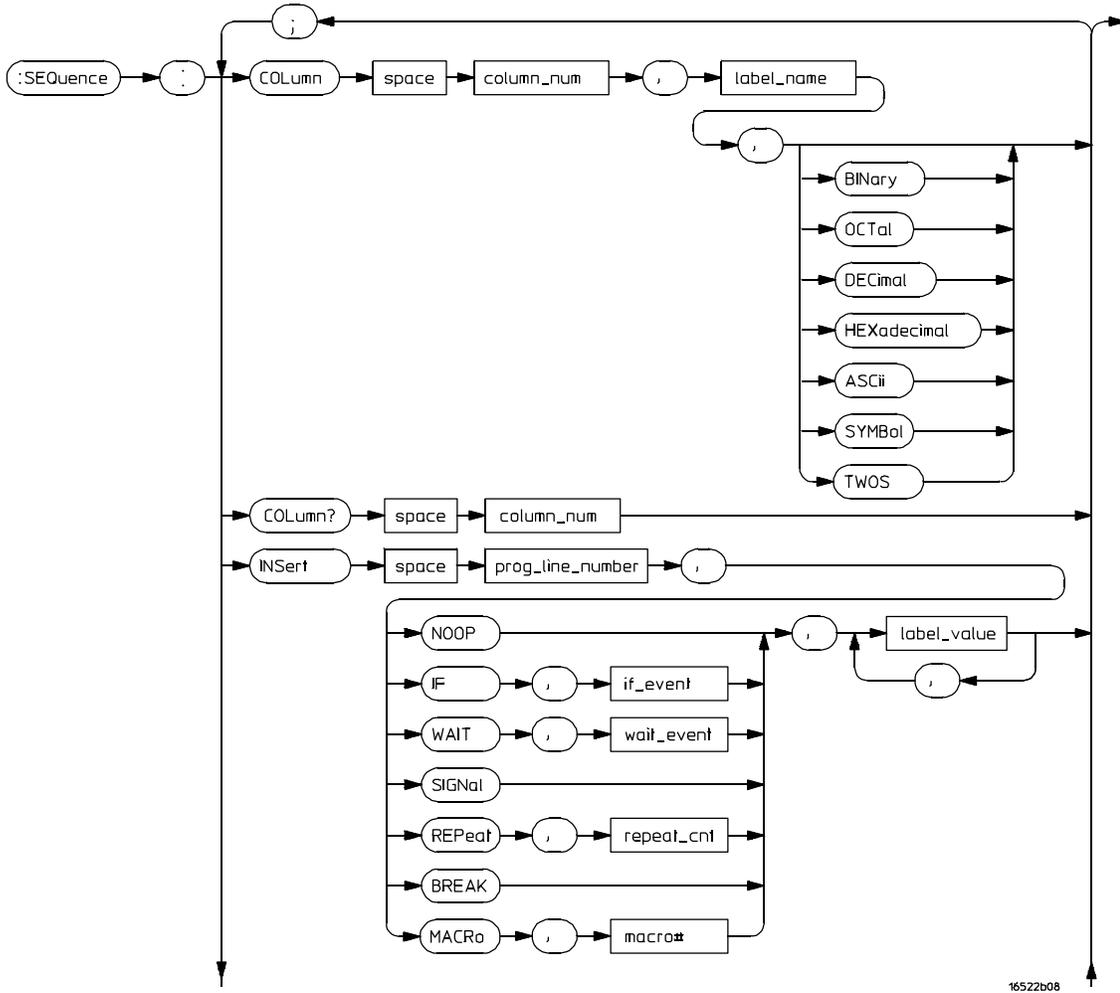 ;
:SEQuence : COLumn space column_num , label_name
,
BINary
OCTal
DECimal
HEXadecimal
ASCii
SYMBol
TWOS
COLumn? space column_num
INSert space prog_line_number ,
NOOP , label_value
IF , if_event ,
WAIT , wait_event
SIGNal
REPeat , repeat_cnt
BREAK
MACRo , macro#
16522b08